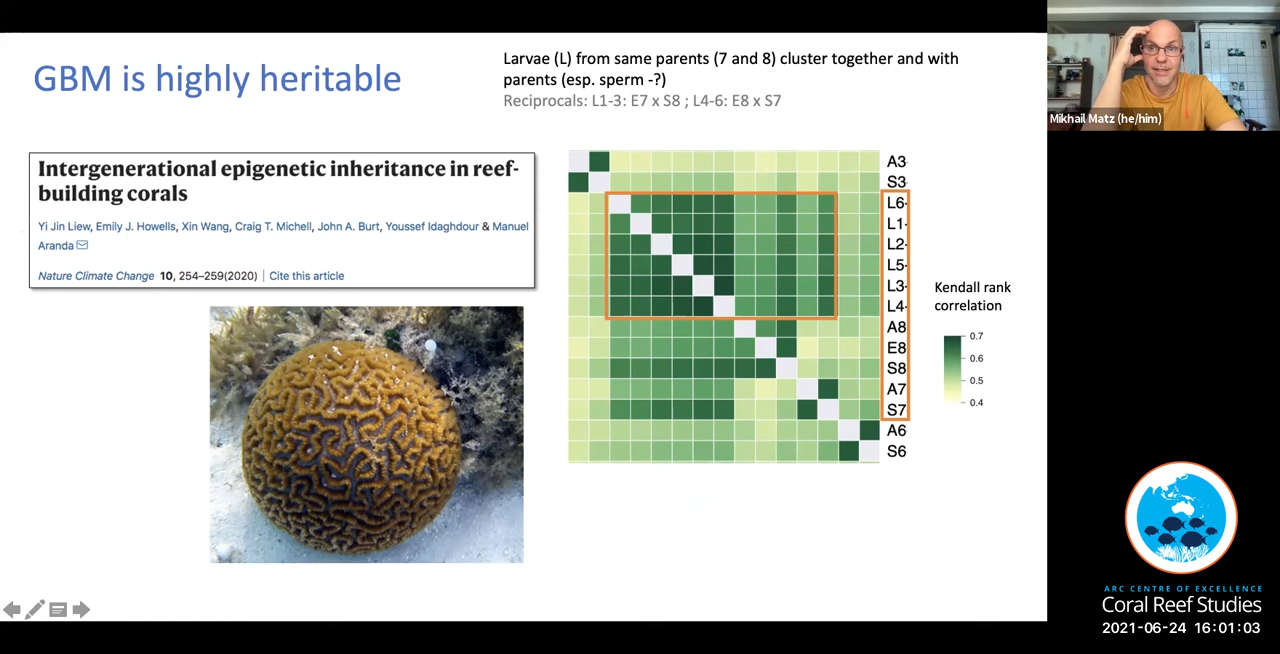 GBM is highly heritable
Larvae (L) from same parents (7 and 8) cluster together and with
parents (esp. sperm -?)
Reciprocals: L1-3: E7 x S8 ; L4-6: E8 x S7
Mikhail Matz (he/him)
Intergenerational epigenetic inheritance in reef-
building corals
Yi Jin Liew, Emily J. Howells, Xin Wang, Craig T. Michell, John A. Burt, Youssef Idaghdour & Manuel
Aranda
Nature Climate Change 10, 254–259(2020) | Cite this article
A3
S3
L6
L1
L2
L5
L3
L4
A8
E8
S8
A7
S7
A6
S6
Kendall rank
correlation
0.7
0.6
0.5
0.4
ARC CENTRE OF EXCELLENCE
Coral Reef Studies
2021-06-24 16:01:03